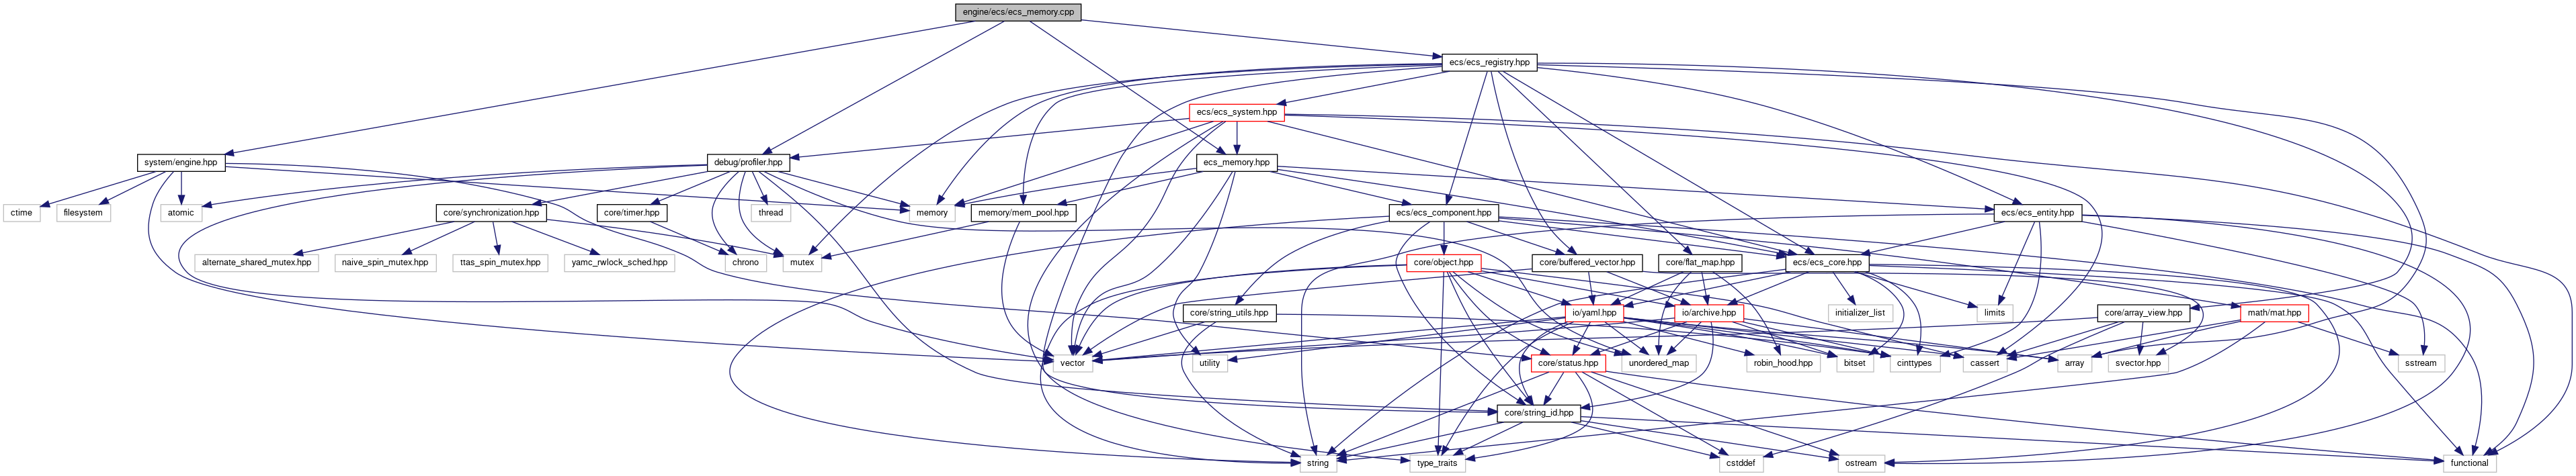 engine/ecs/ecs_memory.cpp
ecs/ecs_registry.hpp
ecs/ecs_system.hpp
system/engine.hpp
debug/profiler.hpp
ecs_memory.hpp
ctime
filesystem
atomic
core/synchronization.hpp
core/timer.hpp
thread
memory
memory/mem_pool.hpp
ecs/ecs_component.hpp
ecs/ecs_entity.hpp
alternate_shared_mutex.hpp
naive_spin_mutex.hpp
ttas_spin_mutex.hpp
yamc_rwlock_sched.hpp
chrono
mutex
core/object.hpp
core/buffered_vector.hpp
core/flat_map.hpp
ecs/ecs_core.hpp
core/string_utils.hpp
io/yaml.hpp
io/archive.hpp
initializer_list
limits
core/array_view.hpp
math/mat.hpp
vector
utility
core/status.hpp
unordered_map
robin_hood.hpp
bitset
cinttypes
cassert
array
svector.hpp
sstream
core/string_id.hpp
string
type_traits
cstddef
ostream
functional